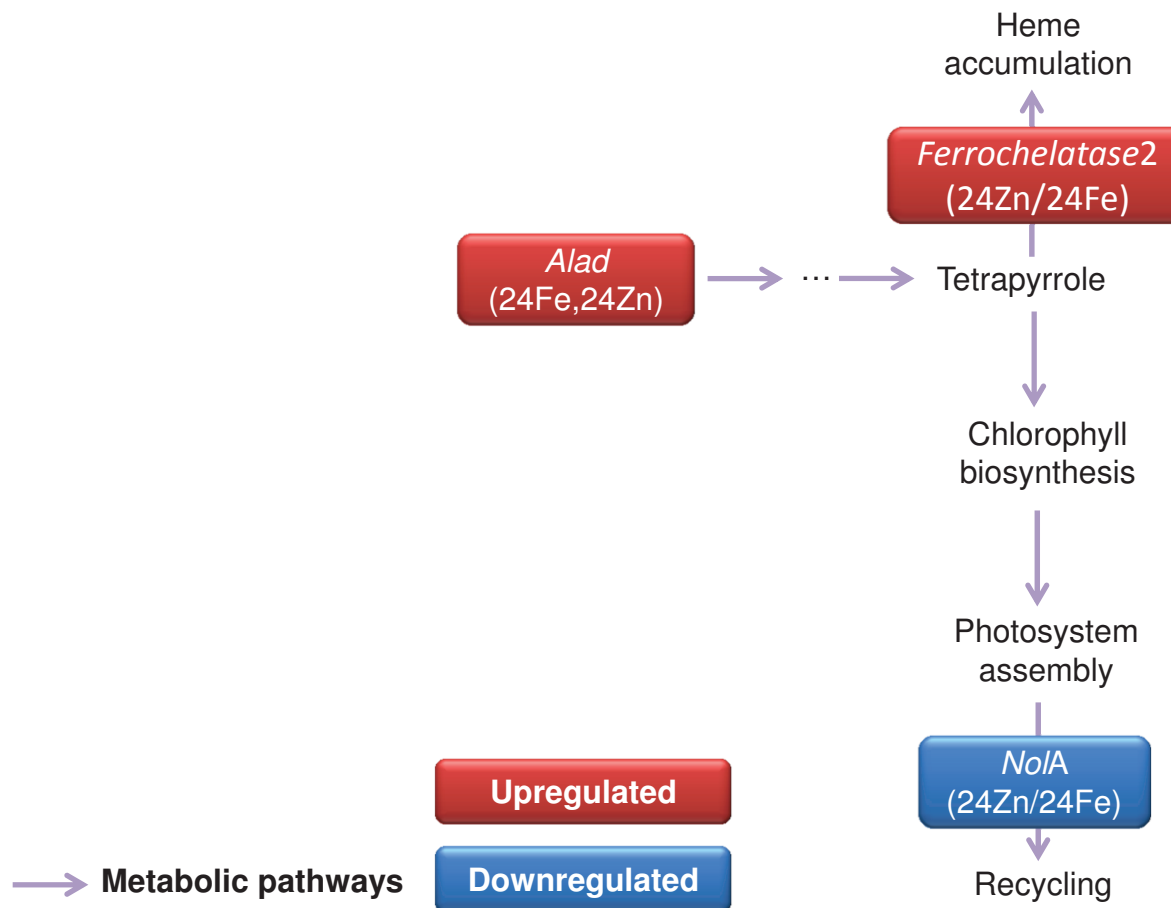 Heme
accumulation
Ferrochelatase2
(24Zn/24Fe)
Alad
(24Fe,24Zn)
...
Tetrapyrrole
Chlorophyll
biosynthesis
Photosystem
assembly
NolA
(24Zn/24Fe)
Recycling
Upregulated
Metabolic pathways
Downregulated